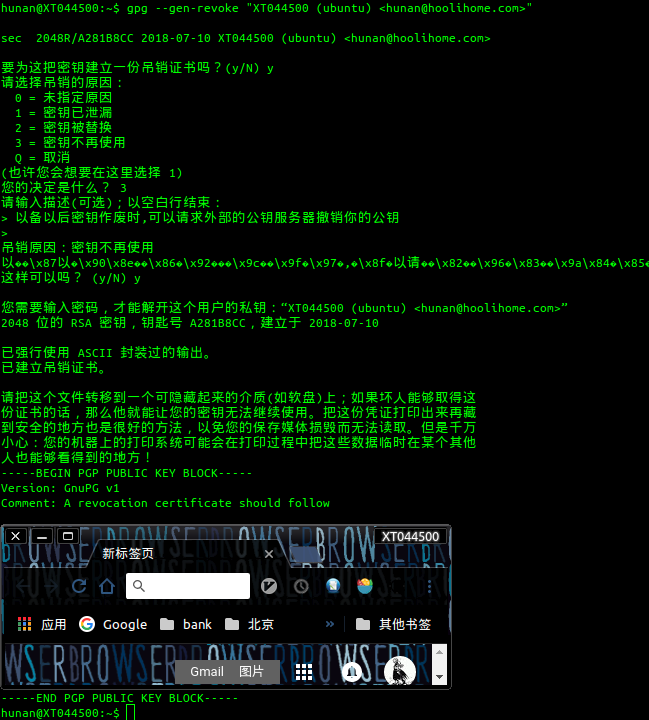 hunan@XT044500:~$ gpg --gen-revoke "XT044500 (ubuntu) <hunan@hoolihome.com>"
sec  2048R/A281B8CC 2018-07-10 XT044500 (ubuntu) <hunan@hoolihome.com>
要为这把密钥建立一份吊销证书吗？(y/N) y
请选择吊销的原因：
  0 = 未指定原因
  1 = 密钥已泄漏
  2 = 密钥被替换
  3 = 密钥不再使用
  Q = 取消
(也许您会想要在这里选择 1)
您的决定是什么？ 3
请输入描述(可选)；以空白行结束：
> 以备以后密钥作废时,可以请求外部的公钥服务器撤销你的公钥
>
吊销原因：密钥不再使用
以��\x87以�\x90\x8e��\x86�\x92���\x9c��\x9f�\x97�,�\x8f�以请��\x82��\x96�\x83��\x9a\x84�\x85�
这样可以吗？ (y/N) y
您需要输入密码，才能解开这个用户的私钥：“XT044500 (ubuntu) <hunan@hoolihome.com>”
2048 位的 RSA 密钥，钥匙号 A281B8CC，建立于 2018-07-10
已强行使用 ASCII 封装过的输出。
已建立吊销证书。
请把这个文件转移到一个可隐藏起来的介质(如软盘)上；如果坏人能够取得这
份证书的话，那么他就能让您的密钥无法继续使用。把这份凭证打印出来再藏
到安全的地方也是很好的方法，以免您的保存媒体损毁而无法读取。但是千万
小心：您的机器上的打印系统可能会在打印过程中把这些数据临时在某个其他
人也能够看得到的地方！
-----BEGIN PGP PUBLIC KEY BLOCK-----
Version: GnuPG v1
Comment: A revocation certificate should follow
XT044500
新标签页
应用 Google bank 北京 » 其他书签
Gmail 图片
-----END PGP PUBLIC KEY BLOCK-----
hunan@XT044500:~$